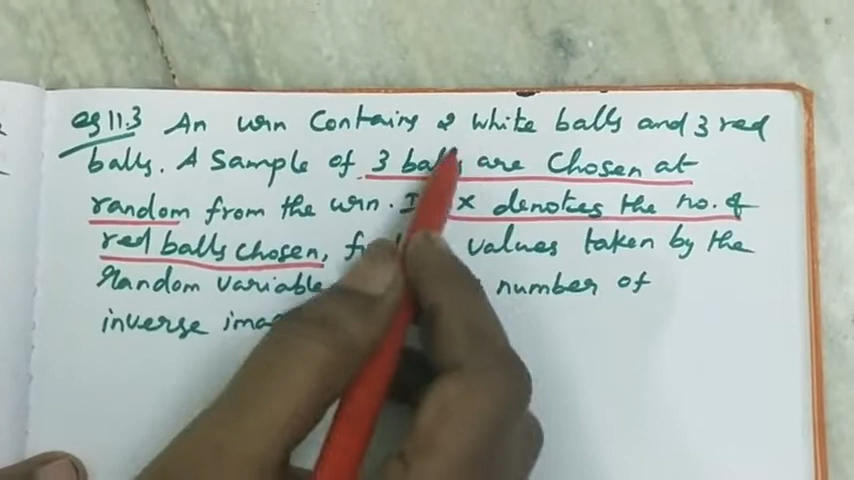 eg 11.3 An urn Contains 2 white balls and 3 red
balls. A Sample of 3 balls are Chosen at
random from the urn. X denotes the no. of
red balls chosen, values taken by the
random variable number of
inverse